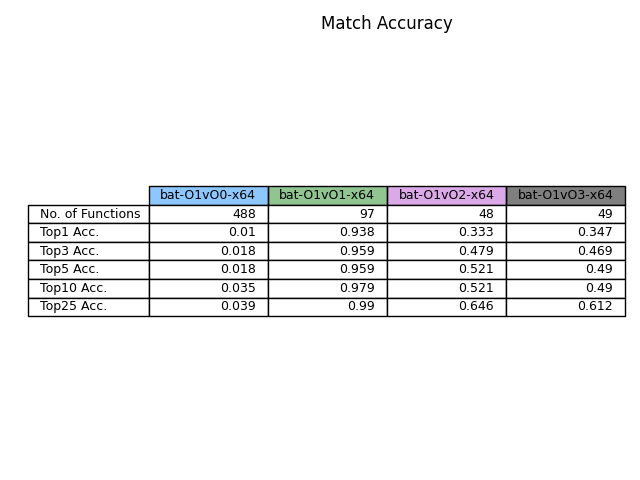 Match Accuracy
bat-O1vO0-x64 bat-O1vO1-x64 bat-O1vO2-x64 bat-O1vO3-x64
No. of Functions 488 97 48 49
Top1 Acc. 0.01 0.938 0.333 0.347
Top3 Acc. 0.018 0.959 0.479 0.469
Top5 Acc. 0.018 0.959 0.521 0.49
Top10 Acc. 0.035 0.979 0.521 0.49
Top25 Acc. 0.039 0.99 0.646 0.612